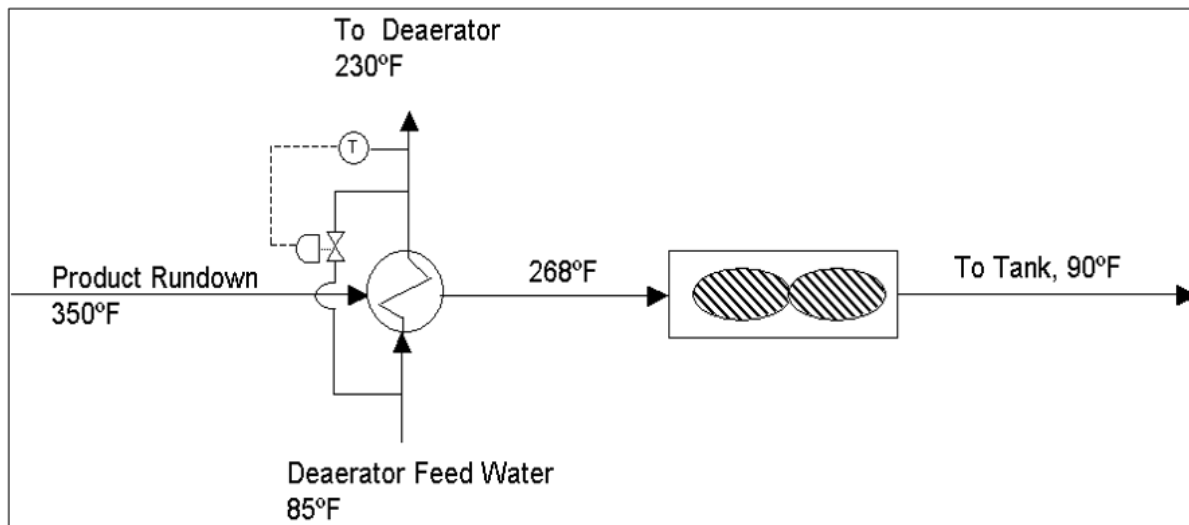 To Deaerator
230ºF
T
Product Rundown
350ºF
268ºF
To Tank, 90ºF
Deaerator Feed Water
85ºF